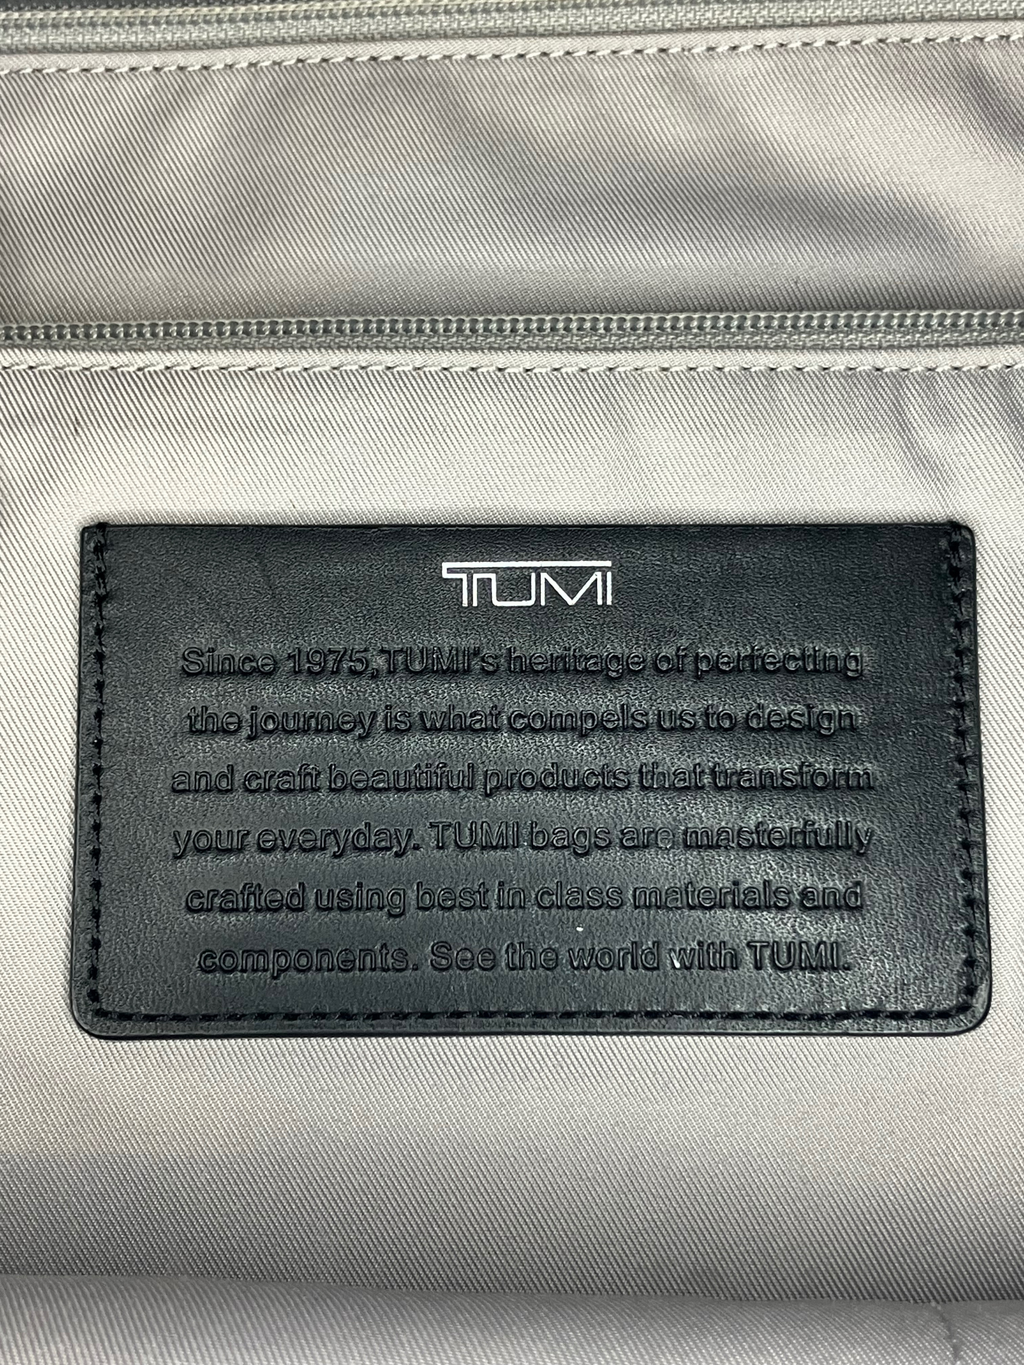 TUMI
Since 1975, TUMI's heritage of perfecting
the journey is what compels us to design
and craft beautiful products that transform
your everyday. TUMI bags are masterfully
crafted using best in class materials and
components. See the world with TUMI.